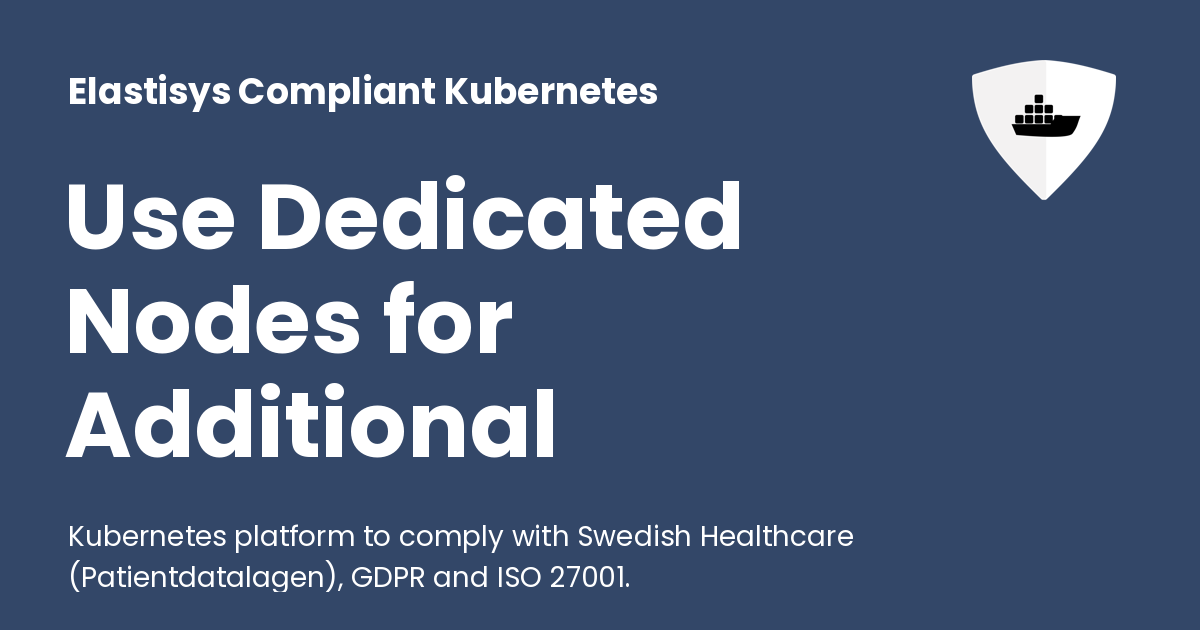 Elastisys Compliant Kubernetes
Use Dedicated
Nodes for
Additional
Kubernetes platform to comply with Swedish Healthcare
(Patientdatalagen), GDPR and ISO 27001.